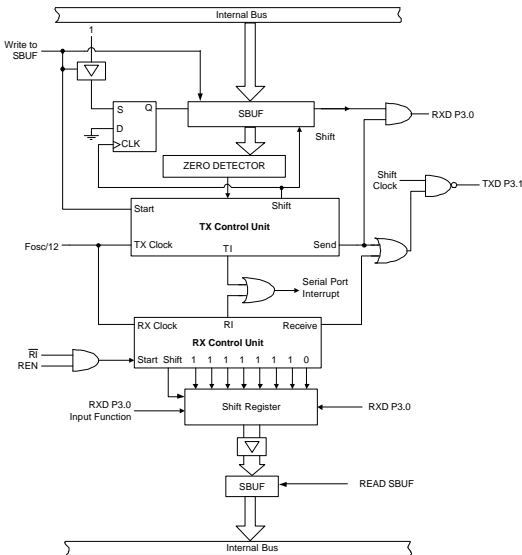 Internal Bus
1
Write to
SBUF
S
Q
D
CLK
SBUF
Shift
RXD P3.0
ZERO DETECTOR
Shift
Clock
TXD P3.1
Start
Shift
TX Control Unit
Fosc/12
TX Clock
TI
Send
Serial Port
Interrupt
RX Clock
RI
Receive
RX Control Unit
RI
REN
Start Shift 1 1 1 1 1 1 1 0
RXD P3.0
Input Function
Shift Register
RXD P3.0
SBUF
READ SBUF
Internal Bus